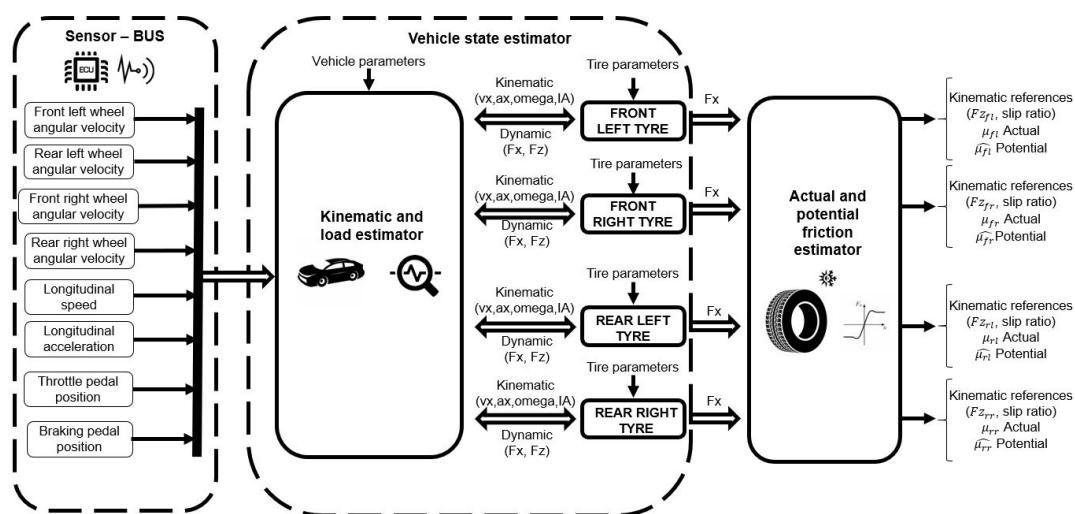 Sensor – BUS
ECU
Front left wheel
angular velocity
Rear left wheel
angular velocity
Front right wheel
angular velocity
Rear right wheel
angular velocity
Longitudinal
speed
Longitudinal
acceleration
Throttle pedal
position
Braking pedal
position
Vehicle state estimator
Vehicle parameters
Kinematic and
load estimator
Kinematic
(vx,ax,omega,IA)
Dynamic
(Fx, Fz)
Tire parameters
FRONT
LEFT TYRE
Fx
Kinematic
(vx,ax,omega,IA)
Dynamic
(Fx, Fz)
Tire parameters
FRONT
RIGHT TYRE
Fx
Kinematic
(vx,ax,omega,IA)
Dynamic
(Fx, Fz)
Tire parameters
REAR LEFT
TYRE
Fx
Kinematic
(vx,ax,omega,IA)
Dynamic
(Fx, Fz)
Tire parameters
REAR RIGHT
TYRE
Fx
Actual and
potential
friction
estimator
Kinematic references
(Fz_fl, slip ratio)
μ_fl Actual
μ̂_fl Potential
Kinematic references
(Fz_fr, slip ratio)
μ_fr Actual
μ̂_fr Potential
Kinematic references
(Fz_rl, slip ratio)
μ_rl Actual
μ̂_rl Potential
Kinematic references
(Fz_rr, slip ratio)
μ_rr Actual
μ̂_rr Potential